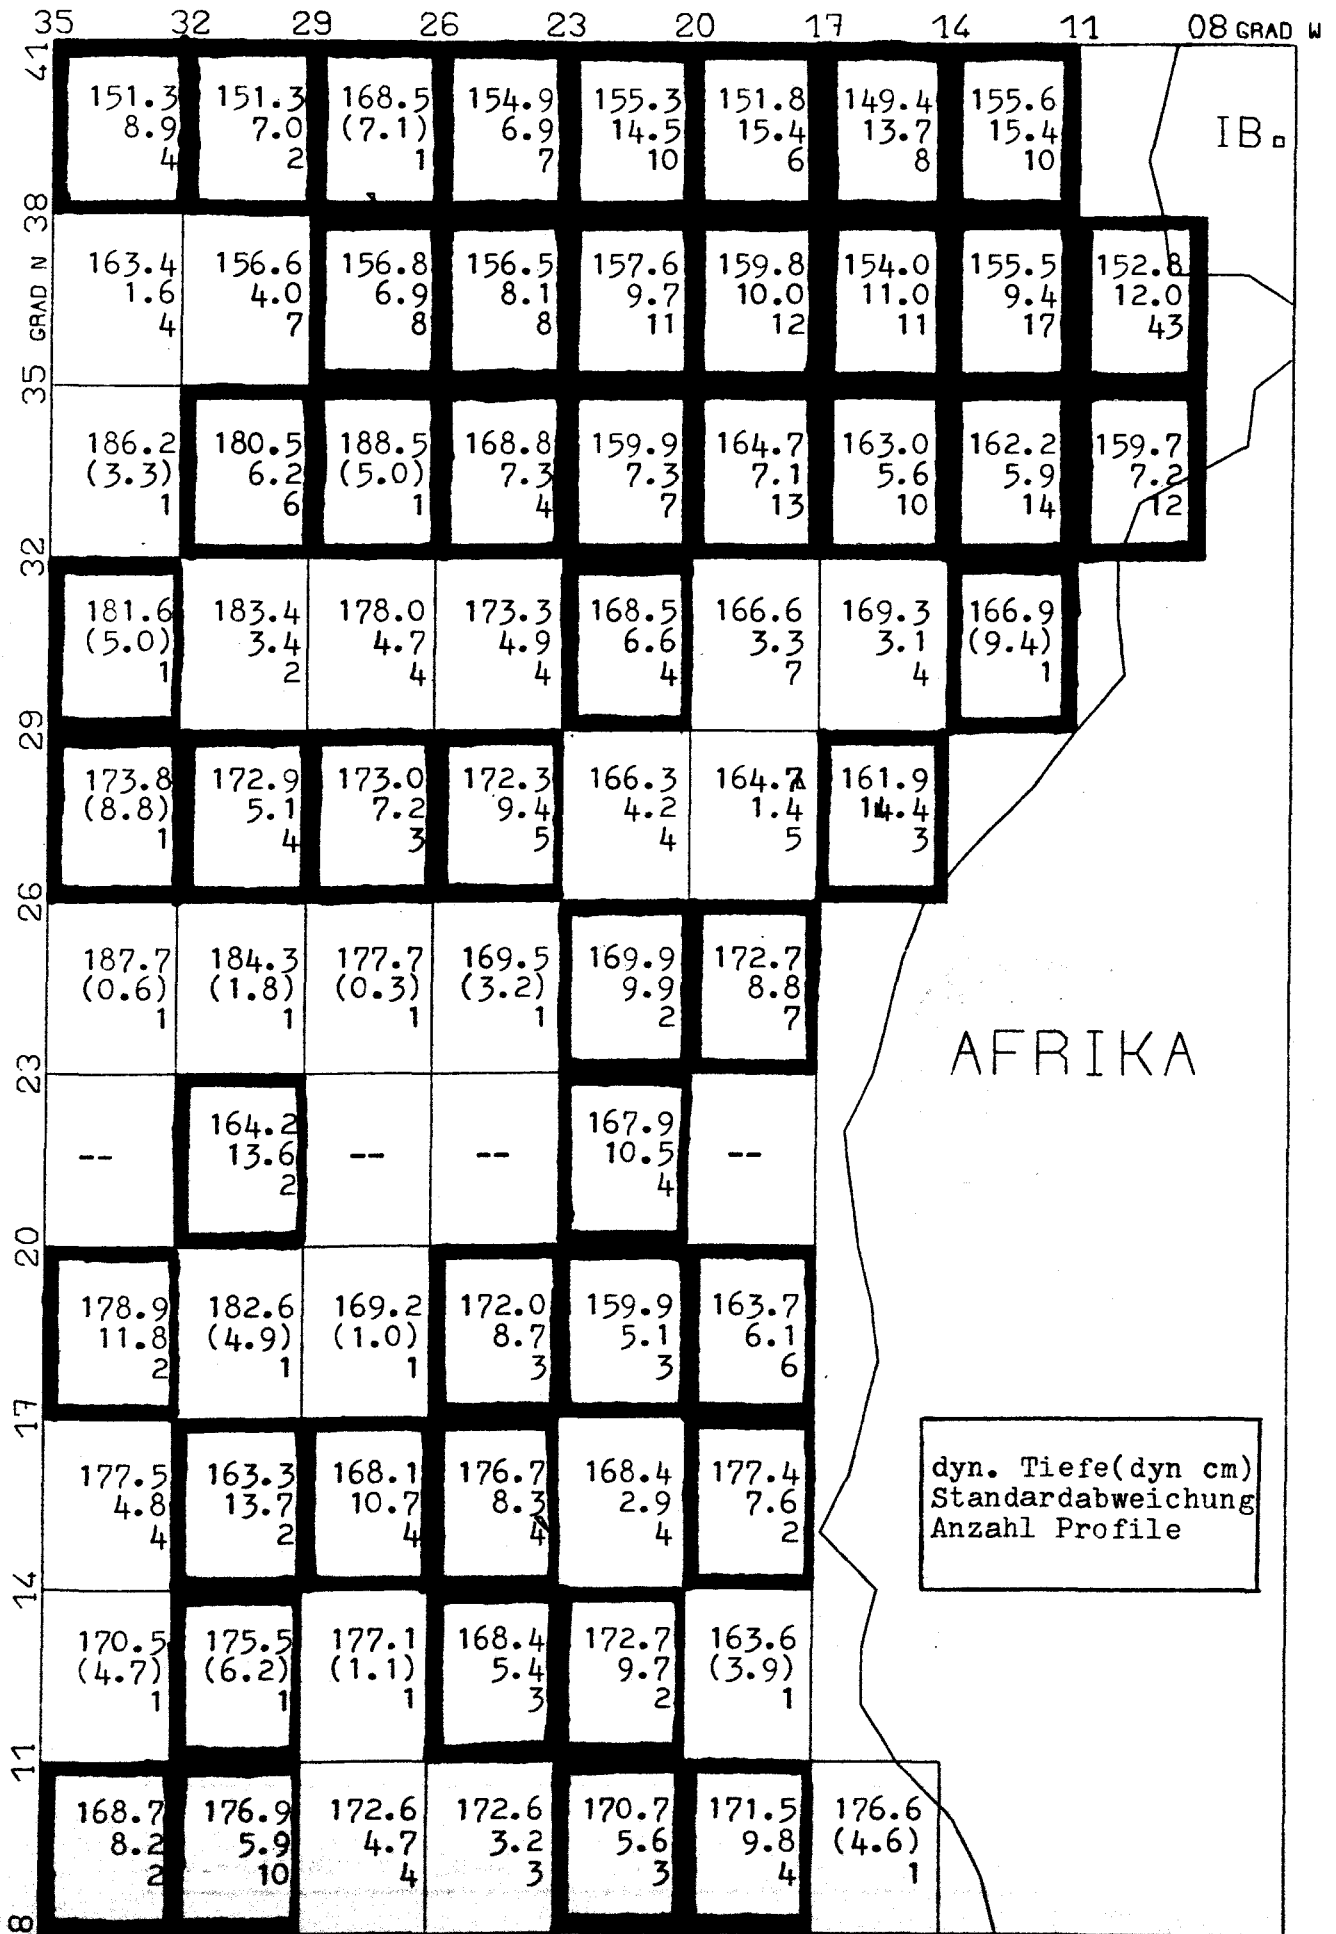 35 32 29 26 23 20 17 14 11 08 GRAD W
41
151.3 151.3 168.5 154.9 155.3 151.8 149.4 155.6
8.9 7.0 (7.1) 6.9 14.5 15.4 13.7 15.4 IB.
4 2 1 7 10 6 8 10
38
GRAD N
163.4 156.6 156.8 156.5 157.6 159.8 154.0 155.5 152.8
1.6 4.0 6.9 8.1 9.7 10.0 11.0 9.4 12.0
4 7 8 8 11 12 11 17 43
35
186.2 180.5 188.5 168.8 159.9 164.7 163.0 162.2 159.7
(3.3) 6.2 (5.0) 7.3 7.3 7.1 5.6 5.9 7.2
1 6 1 4 7 13 10 14 12
32
181.6 183.4 178.0 173.3 168.5 166.6 169.3 166.9
(5.0) 3.4 4.7 4.9 6.6 3.3 3.1 (9.4)
1 2 4 4 4 7 4 1
29
173.8 172.9 173.0 172.3 166.3 164.7 161.9
(8.8) 5.1 7.2 9.4 4.2 1.4 14.4
1 4 3 5 4 5 3
26
187.7 184.3 177.7 169.5 169.9 172.7
(0.6) (1.8) (0.3) (3.2) 9.9 8.8
1 1 1 1 2 7
AFRIKA
23
164.2 167.9
-- 13.6 -- -- 10.5 --
2 4
20
178.9 182.6 169.2 172.0 159.9 163.7
11.8 (4.9) (1.0) 8.7 5.1 6.1
2 1 1 3 3 6
17
177.5 163.3 168.1 176.7 168.4 177.4
4.8 13.7 10.7 8.3 2.9 7.6
4 2 4 4 4 2
dyn. Tiefe(dyn cm)
Standardabweichung
Anzahl Profile
14
170.5 175.5 177.1 168.4 172.7 163.6
(4.7) (6.2) (1.1) 5.4 9.7 (3.9)
1 1 1 3 2 1
11
168.7 176.9 172.6 172.6 170.7 171.5 176.6
8.2 5.9 4.7 3.2 5.6 9.8 (4.6)
2 10 4 3 3 4 1
8